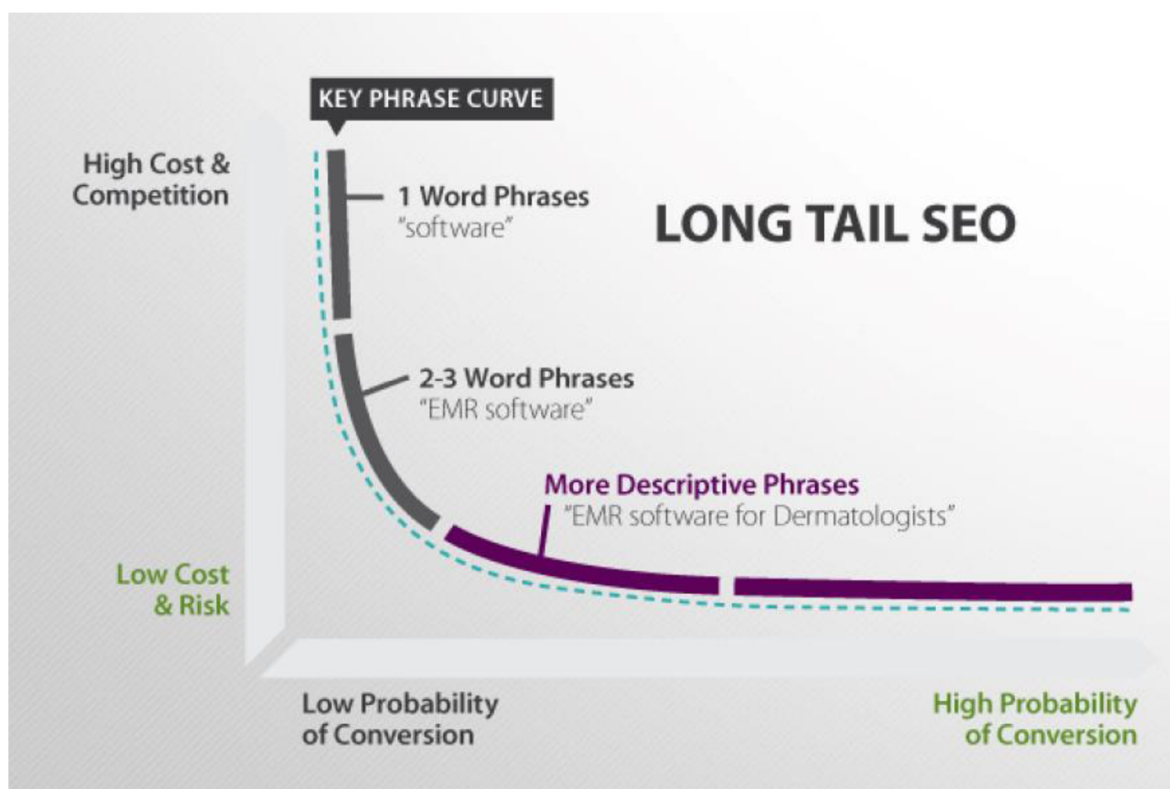 KEY PHRASE CURVE
High Cost &
Competition
1 Word Phrases
"software"
LONG TAIL SEO
2-3 Word Phrases
"EMR software"
More Descriptive Phrases
"EMR software for Dermatologists"
Low Cost
& Risk
Low Probability
of Conversion
High Probability
of Conversion